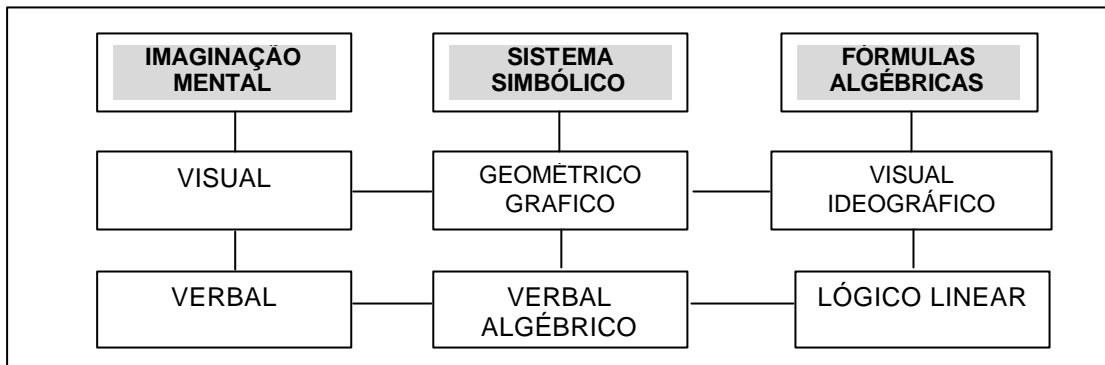 IMAGINAÇÃO
MENTAL
SISTEMA
SIMBÓLICO
FÓRMULAS
ALGÉBRICAS
VISUAL
GEOMÉTRICO
GRAFICO
VISUAL
IDEOGRÁFICO
VERBAL
VERBAL
ALGÉBRICO
LÓGICO LINEAR